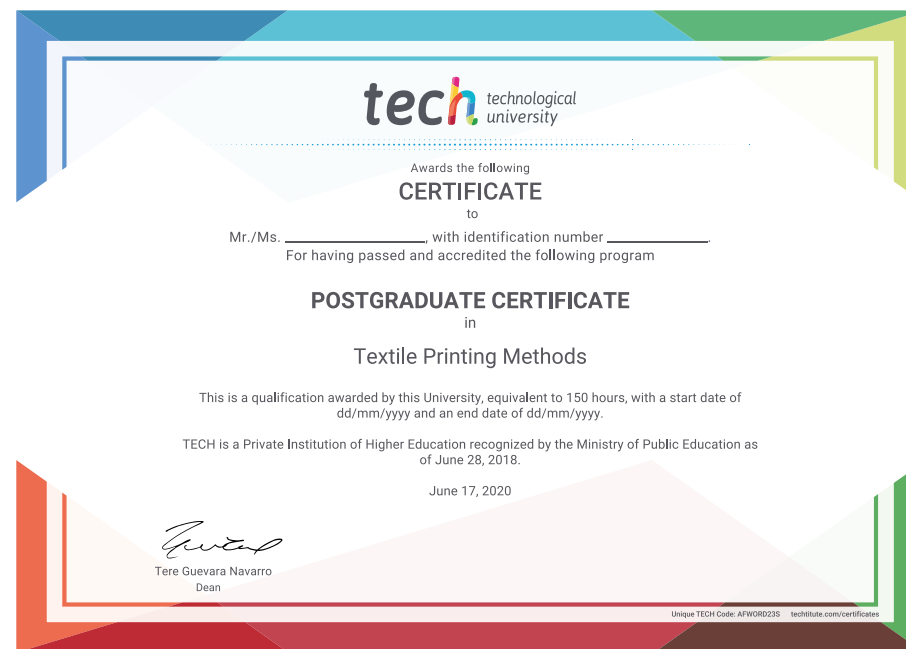 tech technological
university
Awards the following
CERTIFICATE
to
Mr./Ms. ____________________, with identification number ______________.
For having passed and accredited the following program
POSTGRADUATE CERTIFICATE
in
Textile Printing Methods
This is a qualification awarded by this University, equivalent to 150 hours, with a start date of
dd/mm/yyyy and an end date of dd/mm/yyyy.
TECH is a Private Institution of Higher Education recognized by the Ministry of Public Education as
of June 28, 2018.
June 17, 2020
Tere Guevara Navarro
Dean
Unique TECH Code: AFWORD23S techtitute.com/certificates